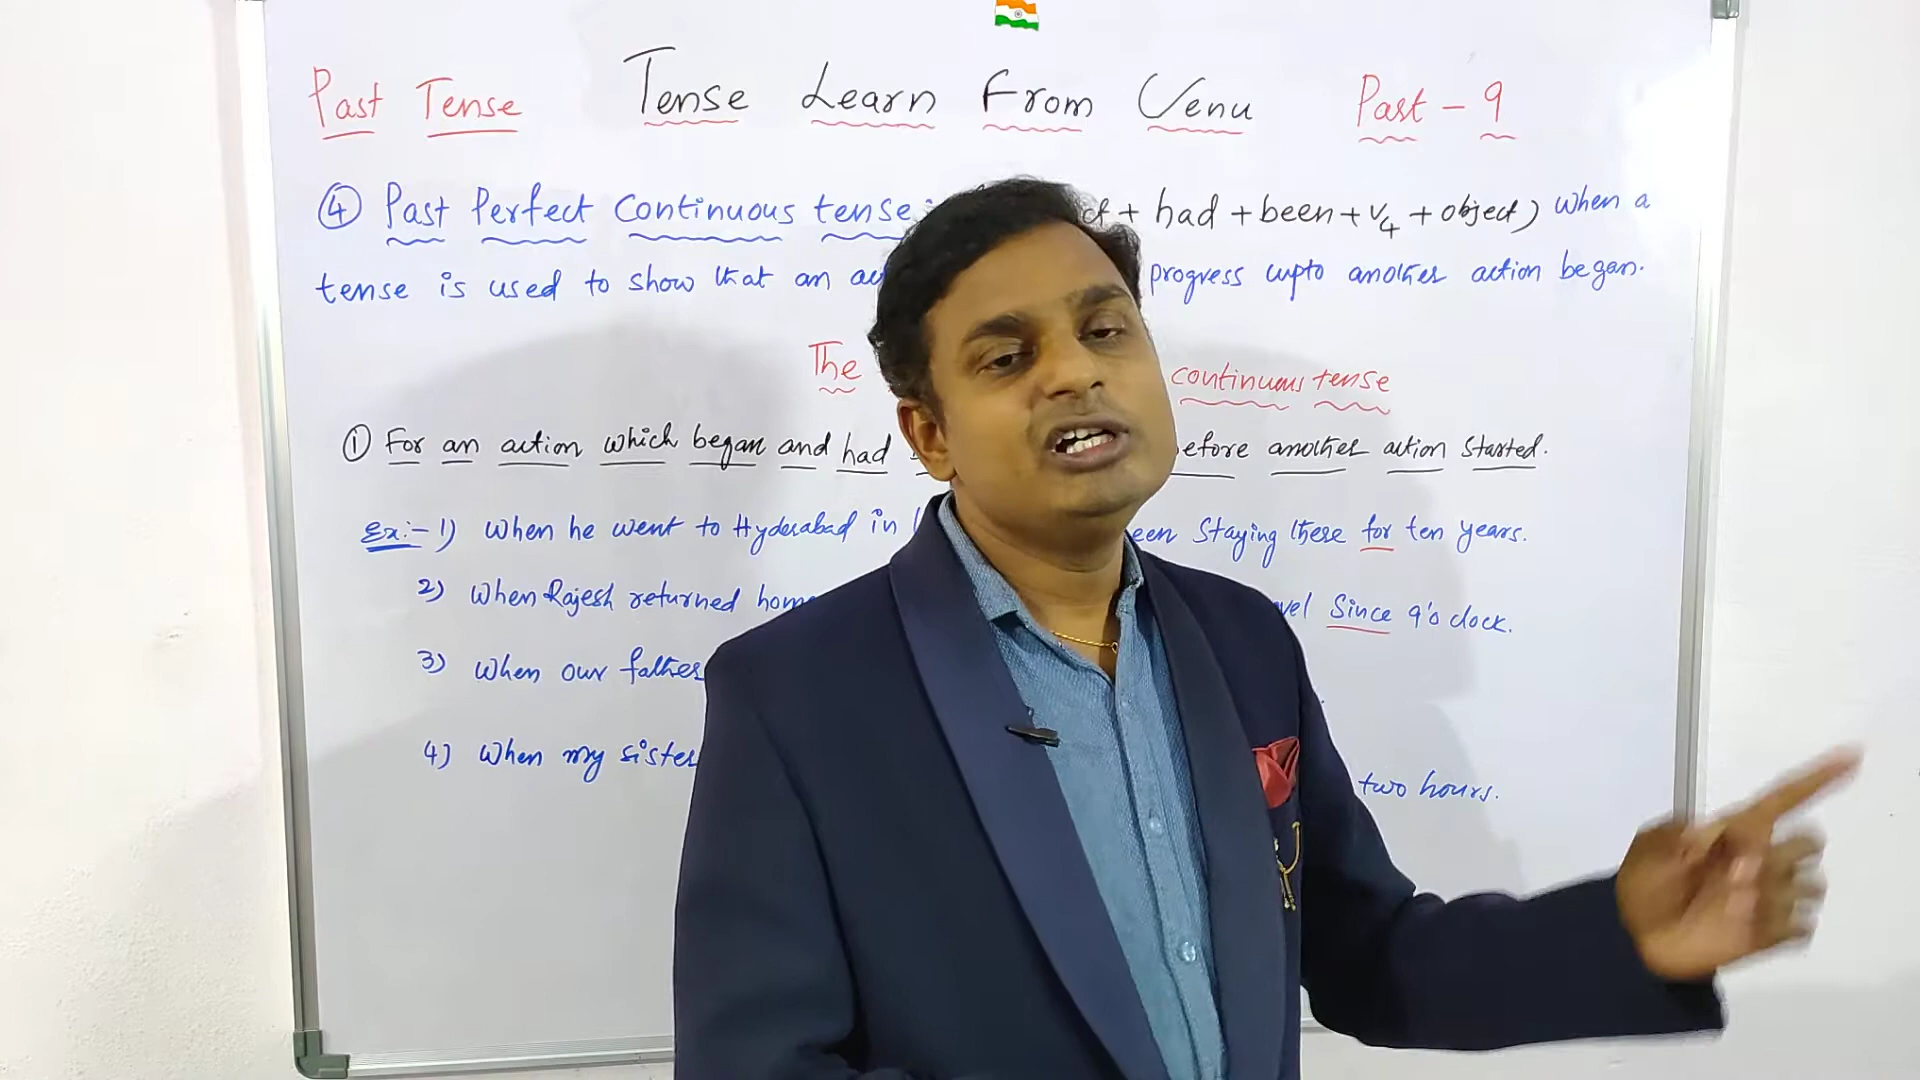 Past Tense Tense Learn From Venu Past - 9
④ Past Perfect Continuous tense : + had + been + V4 + object) When a
tense is used to show that an progress upto another action began.
The continuous tense
① For an action which began and had before another action started.
Ex:- 1) When he went to Hyderabad in been staying there for ten years.
2) When Rajesh returned home since 9'o clock.
3) When our father
4) When my sister two hours.